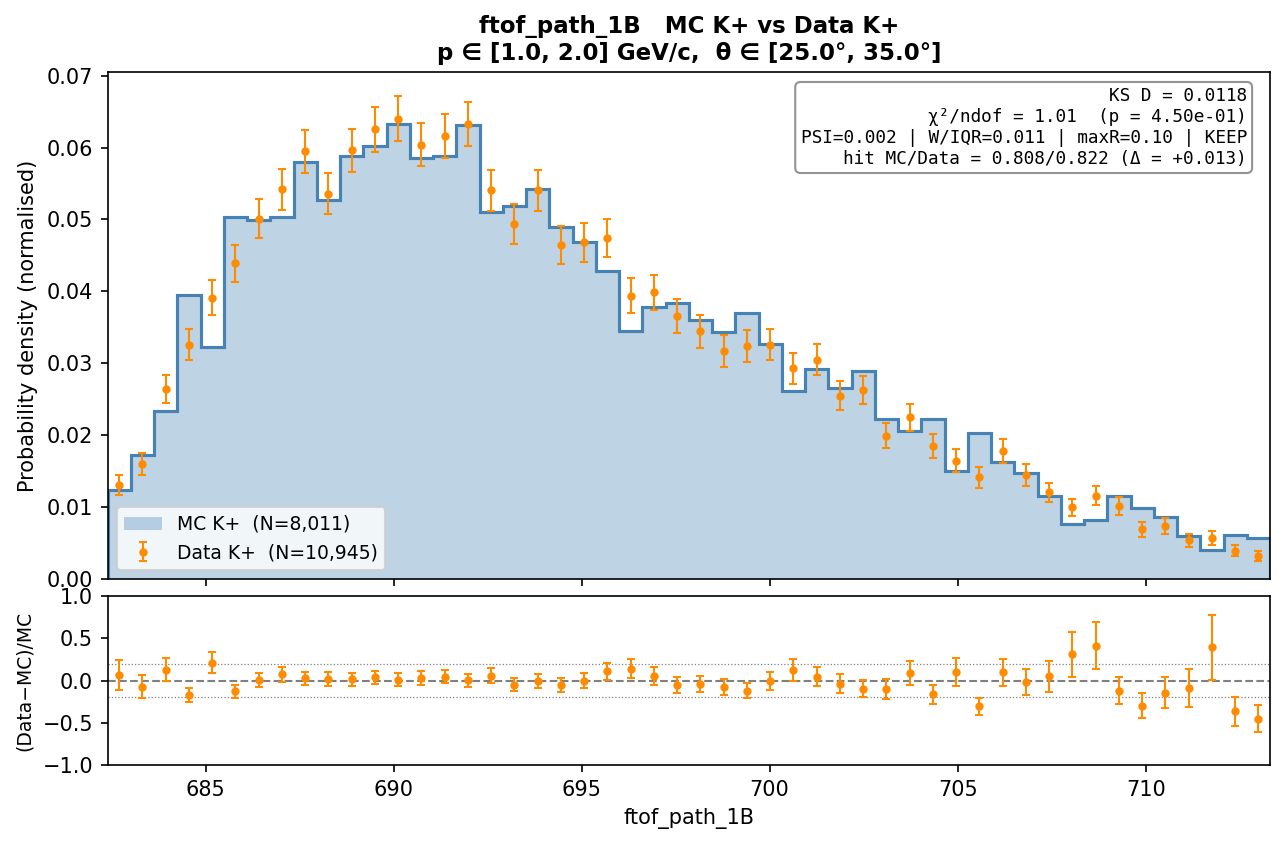 ftof_path_1B   MC K+ vs Data K+
p ∈ [1.0, 2.0] GeV/c,  θ ∈ [25.0°, 35.0°]
KS D = 0.0118
χ²/ndof = 1.01  (p = 4.50e-01)
PSI=0.002 | W/IQR=0.011 | maxR=0.10 | KEEP
hit MC/Data = 0.808/0.822 (Δ = +0.013)
Probability density (normalised)
0.07
0.06
0.05
0.04
0.03
0.02
0.01
0.00
MC K+  (N=8,011)
Data K+  (N=10,945)
(Data−MC)/MC
1.0
0.5
0.0
−0.5
−1.0
685 690 695 700 705 710
ftof_path_1B